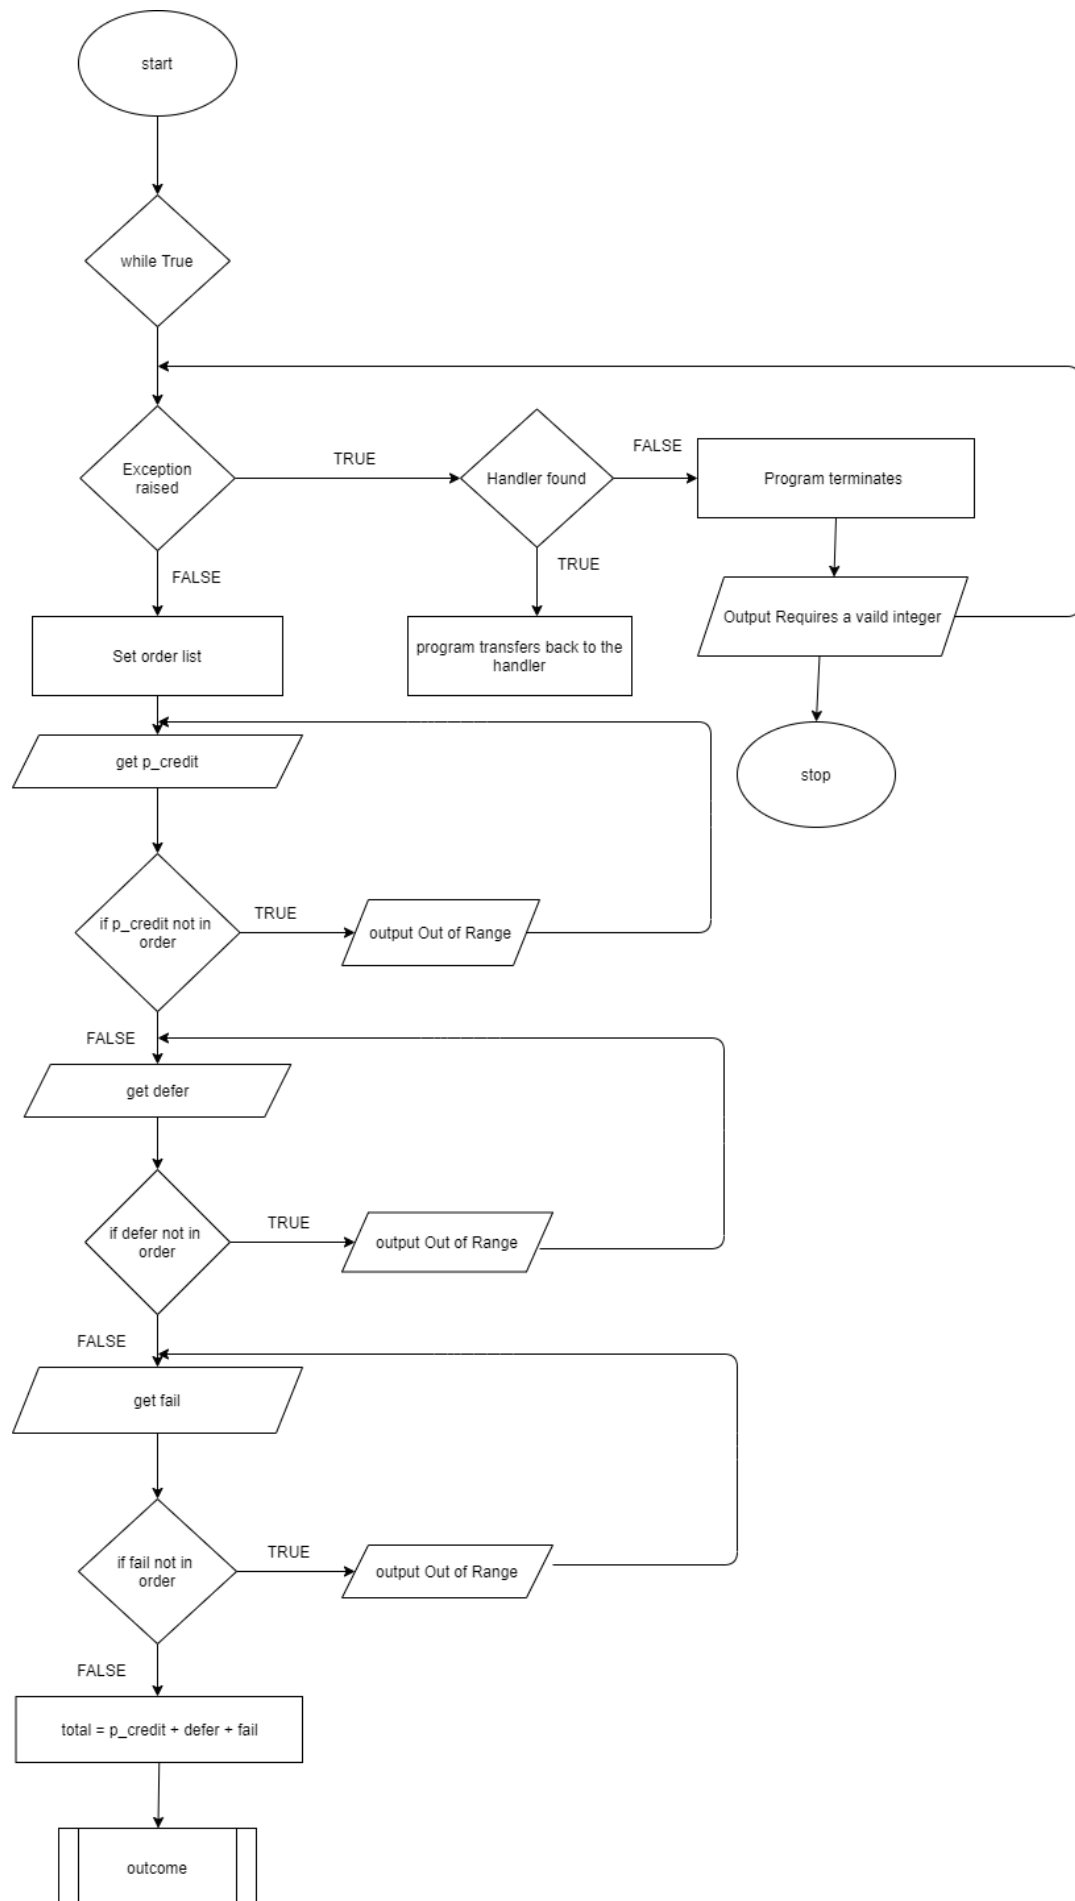 start
while True
Exception
raised
TRUE
Handler found
FALSE
Program terminates
TRUE
FALSE
Set order list
program transfers back to the
handler
Output Requires a vaild integer
get p_credit
stop
if p_credit not in
order
TRUE
output Out of Range
FALSE
get defer
if defer not in
order
TRUE
output Out of Range
FALSE
get fail
if fail not in
order
TRUE
output Out of Range
FALSE
total = p_credit + defer + fail
outcome